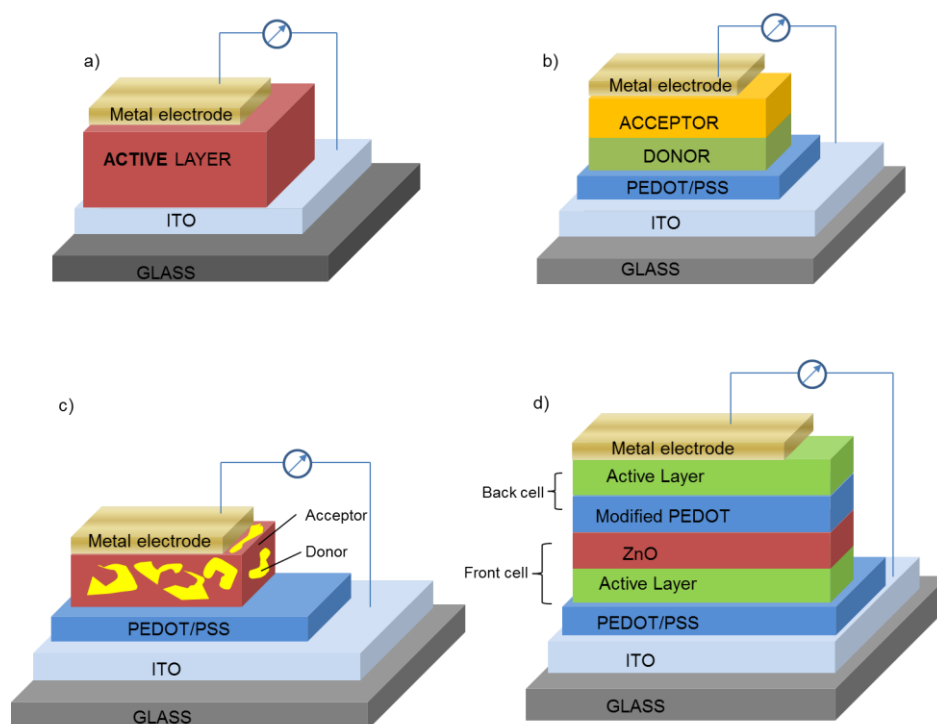 a)
Metal electrode
ACTIVE LAYER
ITO
GLASS
b)
Metal electrode
ACCEPTOR
DONOR
PEDOT/PSS
ITO
GLASS
c)
Acceptor
Metal electrode
Donor
PEDOT/PSS
ITO
GLASS
d)
Metal electrode
Active Layer
Back cell
Modified PEDOT
ZnO
Front cell
Active Layer
PEDOT/PSS
ITO
GLASS